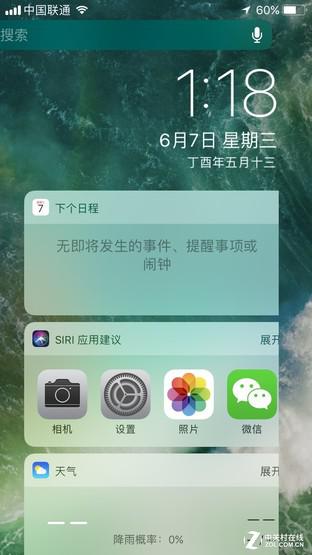 中国联通
60%
搜索
1:18
6月7日 星期三
丁酉年五月十三
7
下个日程
无即将发生的事件、提醒事项或
闹钟
SIRI 应用建议
展开
相机
设置
照片
微信
天气
展开
-- --
降雨概率：0%
中关村在线
ZOL.COM.CN